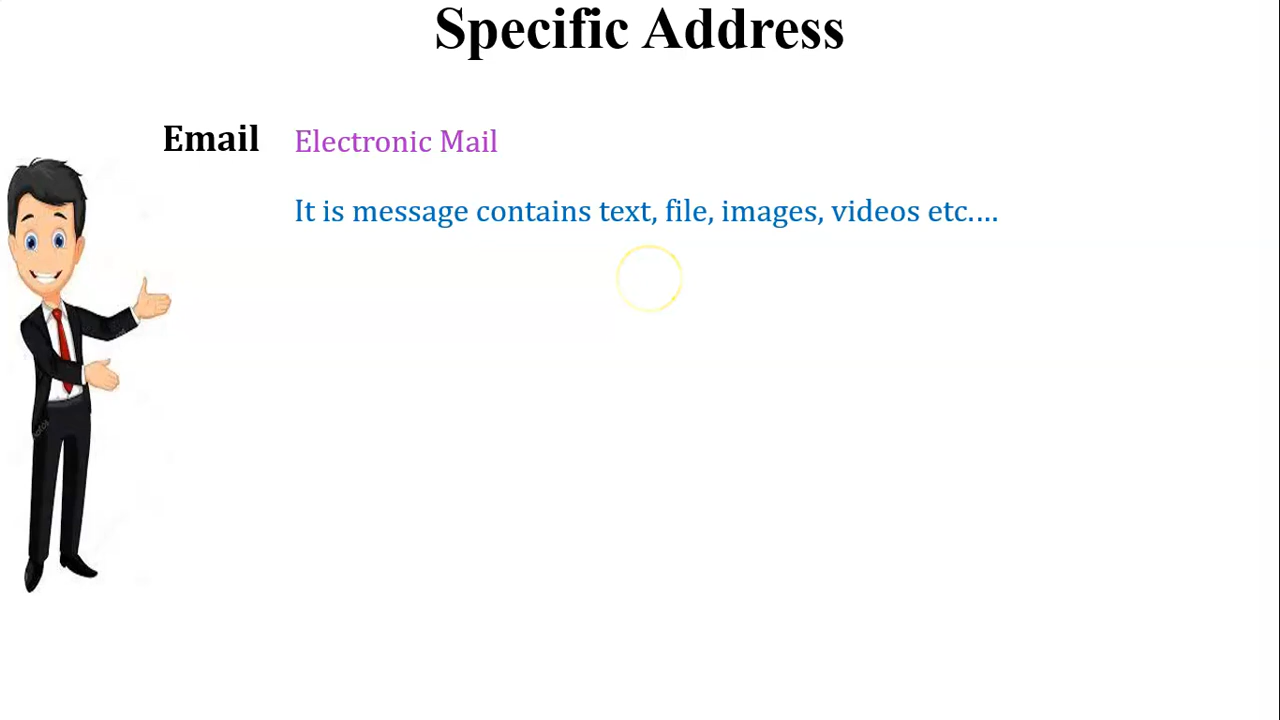 Specific Address
Email Electronic Mail
It is message contains text, file, images, videos etc....